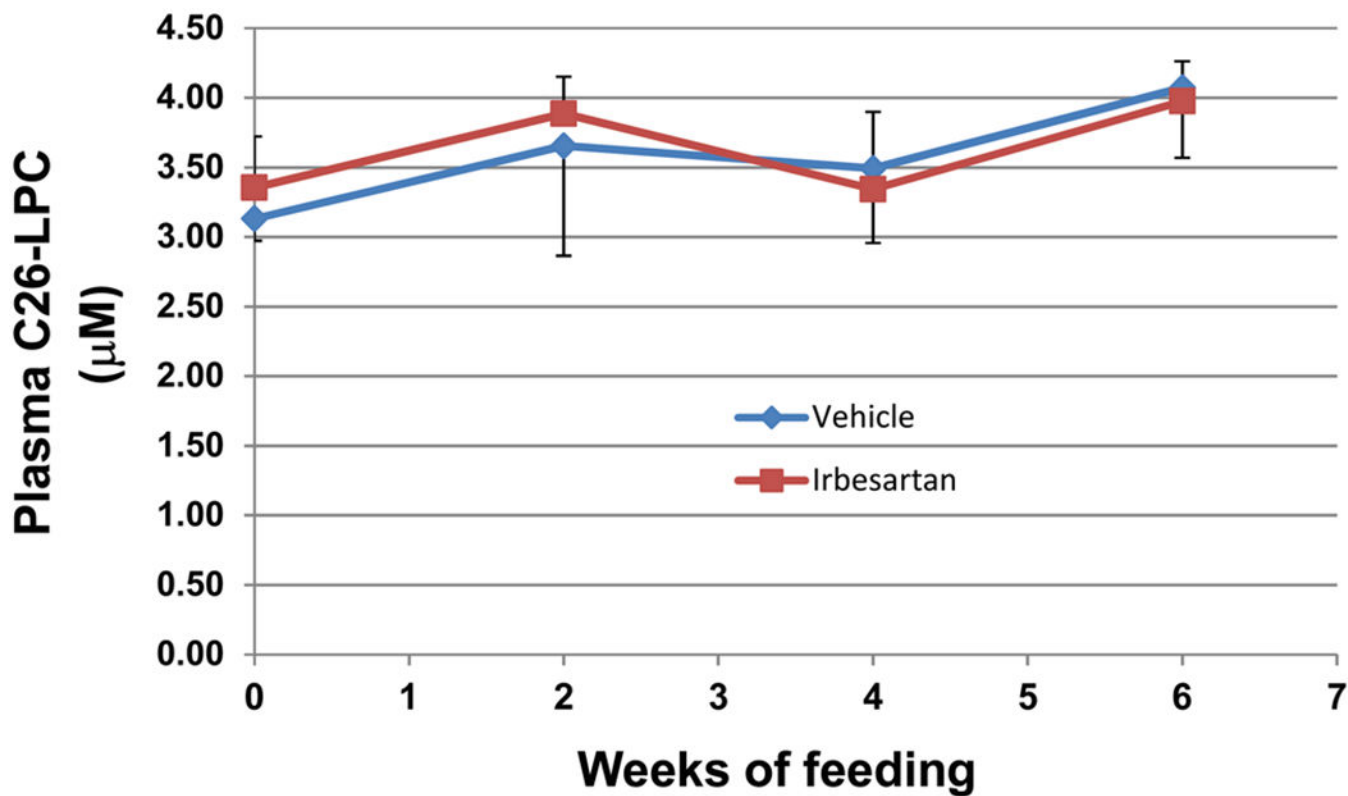 4.50
4.00
3.50
3.00
2.50
2.00
1.50
1.00
0.50
0.00
Plasma C26-LPC
(μM)
Vehicle
Irbesartan
0 1 2 3 4 5 6 7
Weeks of feeding